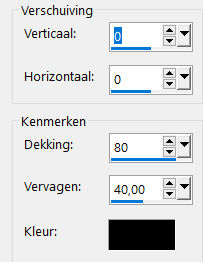 Verschuiving
Verticaal: 0
Horizontaal: 0
Kenmerken
Dekking: 80
Vervagen: 40,00
Kleur: